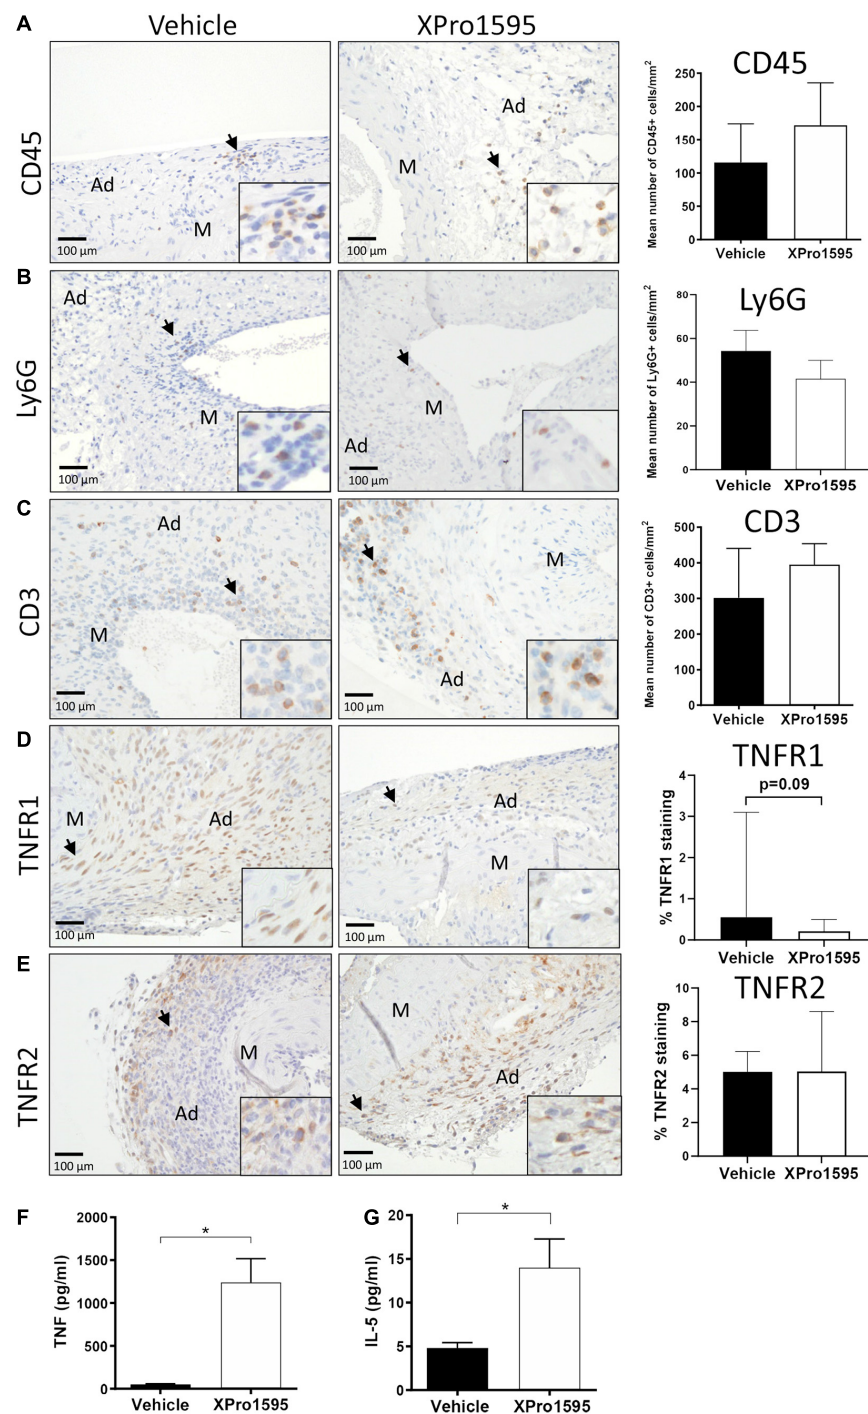 A
Vehicle
XPro1595
CD45
Ad
M
100 µm
Ad
M
100 µm
CD45
Mean number of CD45+ cells/mm²
250
200
150
100
50
0
Vehicle
XPro1595
B
Ly6G
Ad
M
100 µm
M
Ad
100 µm
Ly6G
Mean number of Ly6G+ cells/mm²
80
60
40
20
0
Vehicle
XPro1595
C
CD3
Ad
M
100 µm
M
Ad
100 µm
CD3
Mean number of CD3+ cells/mm²
500
400
300
200
100
0
Vehicle
XPro1595
D
TNFR1
M
Ad
100 µm
Ad
M
100 µm
TNFR1
p=0.09
% TNFR1 staining
4
3
2
1
0
Vehicle
XPro1595
E
TNFR2
M
Ad
100 µm
M
Ad
100 µm
TNFR2
% TNFR2 staining
10
8
6
4
2
0
Vehicle
XPro1595
F
TNF (pg/ml)
2000
1500
1000
500
0
*
Vehicle
XPro1595
G
IL-5 (pg/ml)
20
15
10
5
0
*
Vehicle
XPro1595